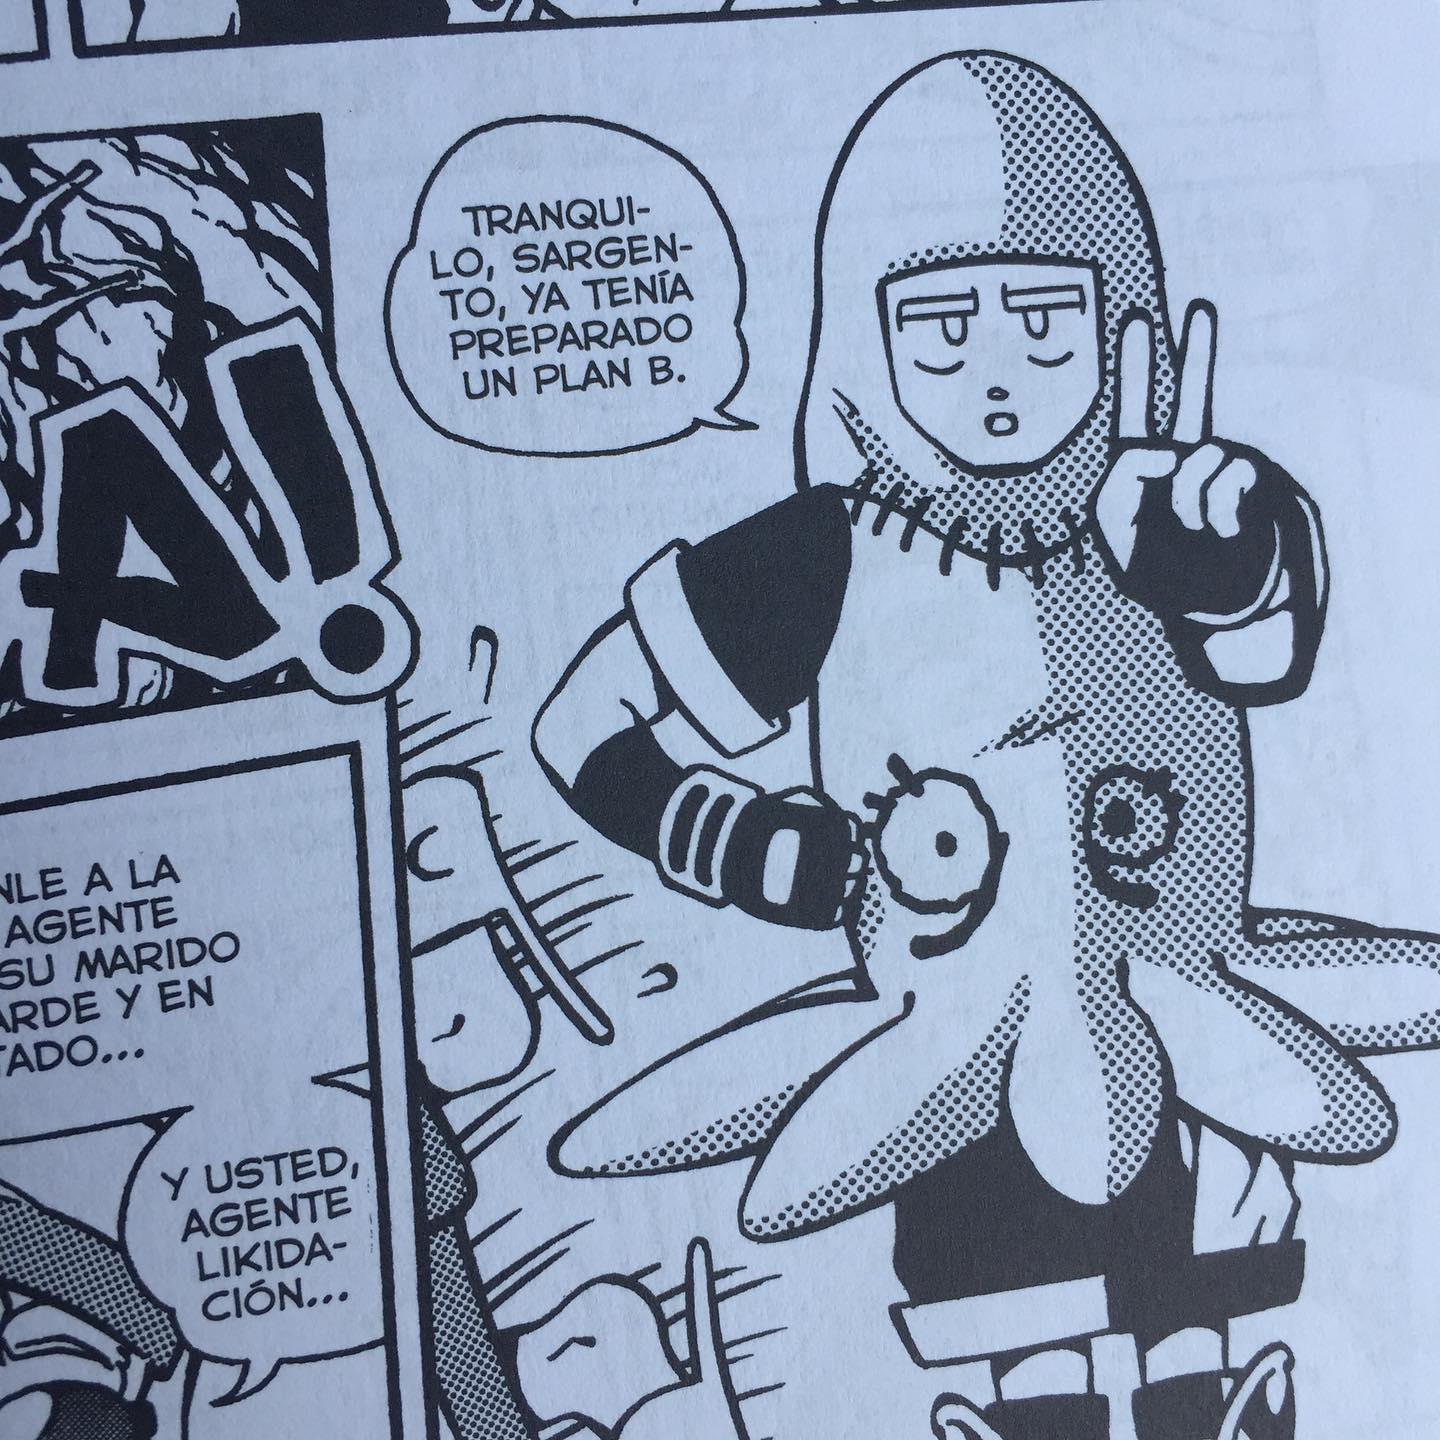 TRANQUI-
LO, SARGEN-
TO, YA TENÍA
PREPARADO
UN PLAN B.
A!
NLE A LA
AGENTE
SU MARIDO
ARDE Y EN
TADO...
Y USTED,
AGENTE
LIKIDA-
CIÓN...